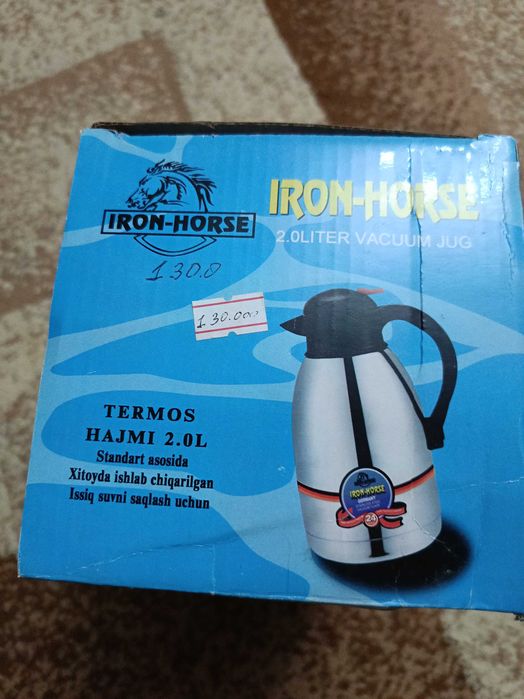 IRON-HORSE
IRON-HORSE
2.0LITER VACUUM JUG
130.0
130.000
TERMOS
HAJMI 2.0L
Standart asosida
Xitoyda ishlab chiqarilgan
Issiq suvni saqlash uchun
IRON-HORSE
GERMANY
24